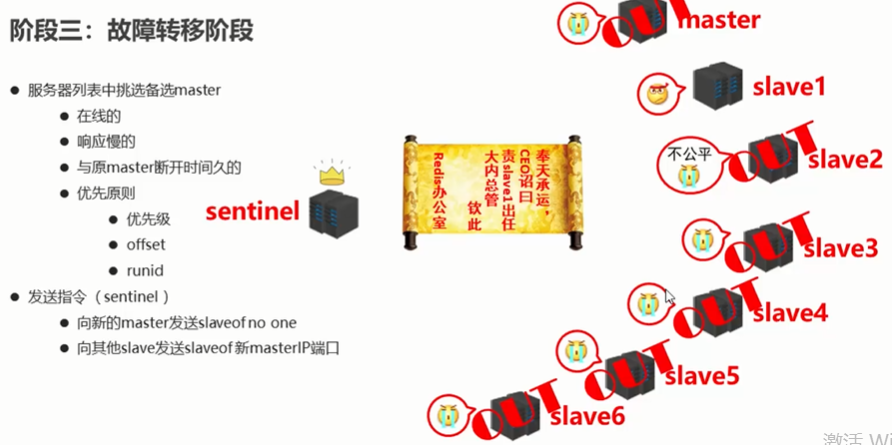 阶段三：故障转移阶段
服务器列表中挑选备选master
在线的
响应慢的
与原master断开时间久的
优先原则
优先级
offset
runid
发送指令（sentinel）
向新的master发送slaveof no one
向其他slave发送slaveof 新masterIP端口
sentinel
奉天承运，
CEO诏曰
责slave1出任
大内总管
钦此
Redis办公室
OUT
master
slave1
不公平
OUT
slave2
OUT
slave3
OUT
slave4
OUT
slave5
OUT
slave6
激活 Wi